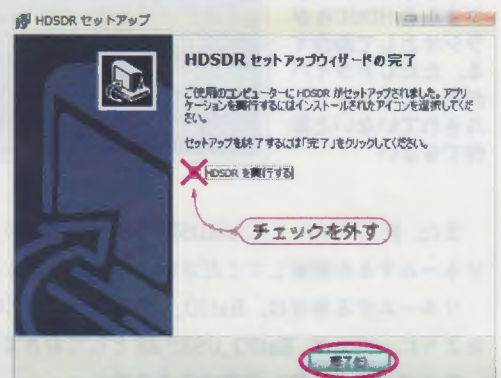 HDSDR セットアップ
HDSDR セットアップウィザードの完了
ご使用のコンピューターに HDSDR がセットアップされました。アプリ
ケーションを実行するにはインストールされたアイコンを選択してくだ
さい。
セットアップを終了するには「完了」をクリックしてください。
HDSDR を実行する
チェックを外す
完了(F)